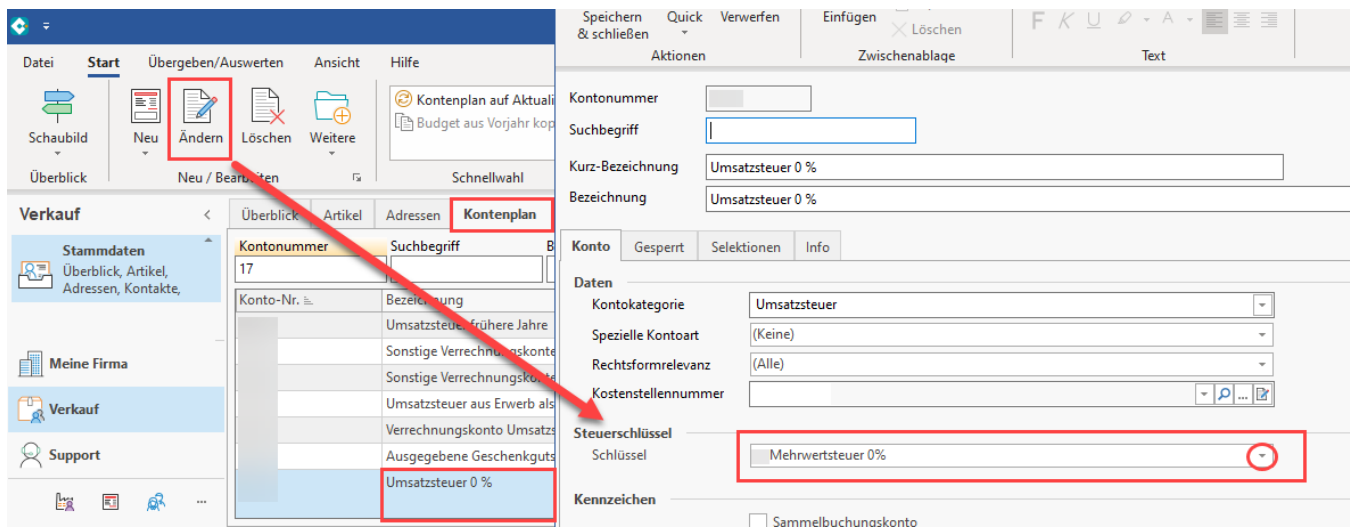 Datei Start Übergeben/Auswerten Ansicht Hilfe
Schaubild
Neu
Ändern
Löschen
Weitere
Kontenplan auf Aktuali
Budget aus Vorjahr kop
Überblick
Neu / Bearbeiten
Schnellwahl
Verkauf
Stammdaten
Überblick, Artikel,
Adressen, Kontakte,
Meine Firma
Verkauf
Support
...
Überblick Artikel Adressen Kontenplan
Kontonummer Suchbegriff B
17
Konto-Nr. Bezeichnung
Umsatzsteuer frühere Jahre
Sonstige Verrechnungskonte
Sonstige Verrechnungskonte
Umsatzsteuer aus Erwerb als
Verrechnungskonto Umsatzs
Ausgegebene Geschenkguts
Umsatzsteuer 0 %
Speichern
& schließen
Quick
Verwerfen
Einfügen
Löschen
F K U A
Aktionen
Zwischenablage
Text
Kontonummer
Suchbegriff
Kurz-Bezeichnung Umsatzsteuer 0 %
Bezeichnung Umsatzsteuer 0 %
Konto Gesperrt Selektionen Info
Daten
Kontokategorie Umsatzsteuer
Spezielle Kontoart (Keine)
Rechtsformrelevanz (Alle)
Kostenstellennummer ...
Steuerschlüssel
Schlüssel Mehrwertsteuer 0%
Kennzeichen
Sammelbuchungskonto